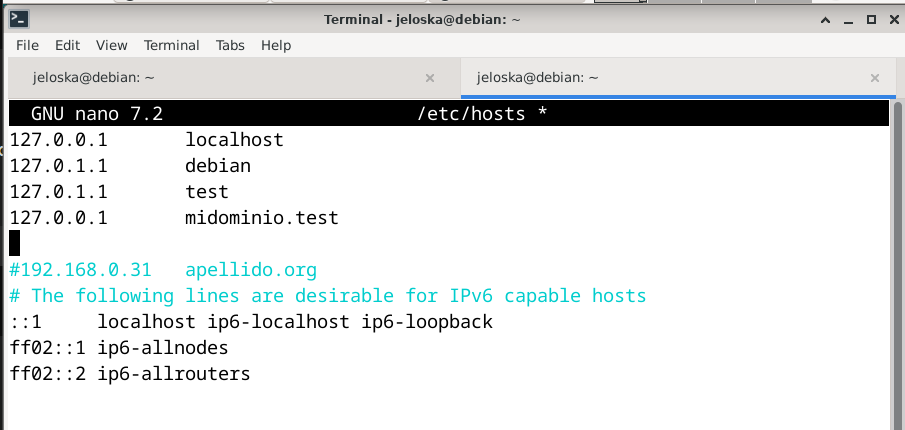 Terminal - jeloska@debian: ~
File Edit View Terminal Tabs Help
jeloska@debian: ~ × jeloska@debian: ~ ×
GNU nano 7.2 /etc/hosts *
127.0.0.1 localhost
127.0.1.1 debian
127.0.1.1 test
127.0.0.1 midominio.test
#192.168.0.31 apellido.org
# The following lines are desirable for IPv6 capable hosts
::1 localhost ip6-localhost ip6-loopback
ff02::1 ip6-allnodes
ff02::2 ip6-allrouters